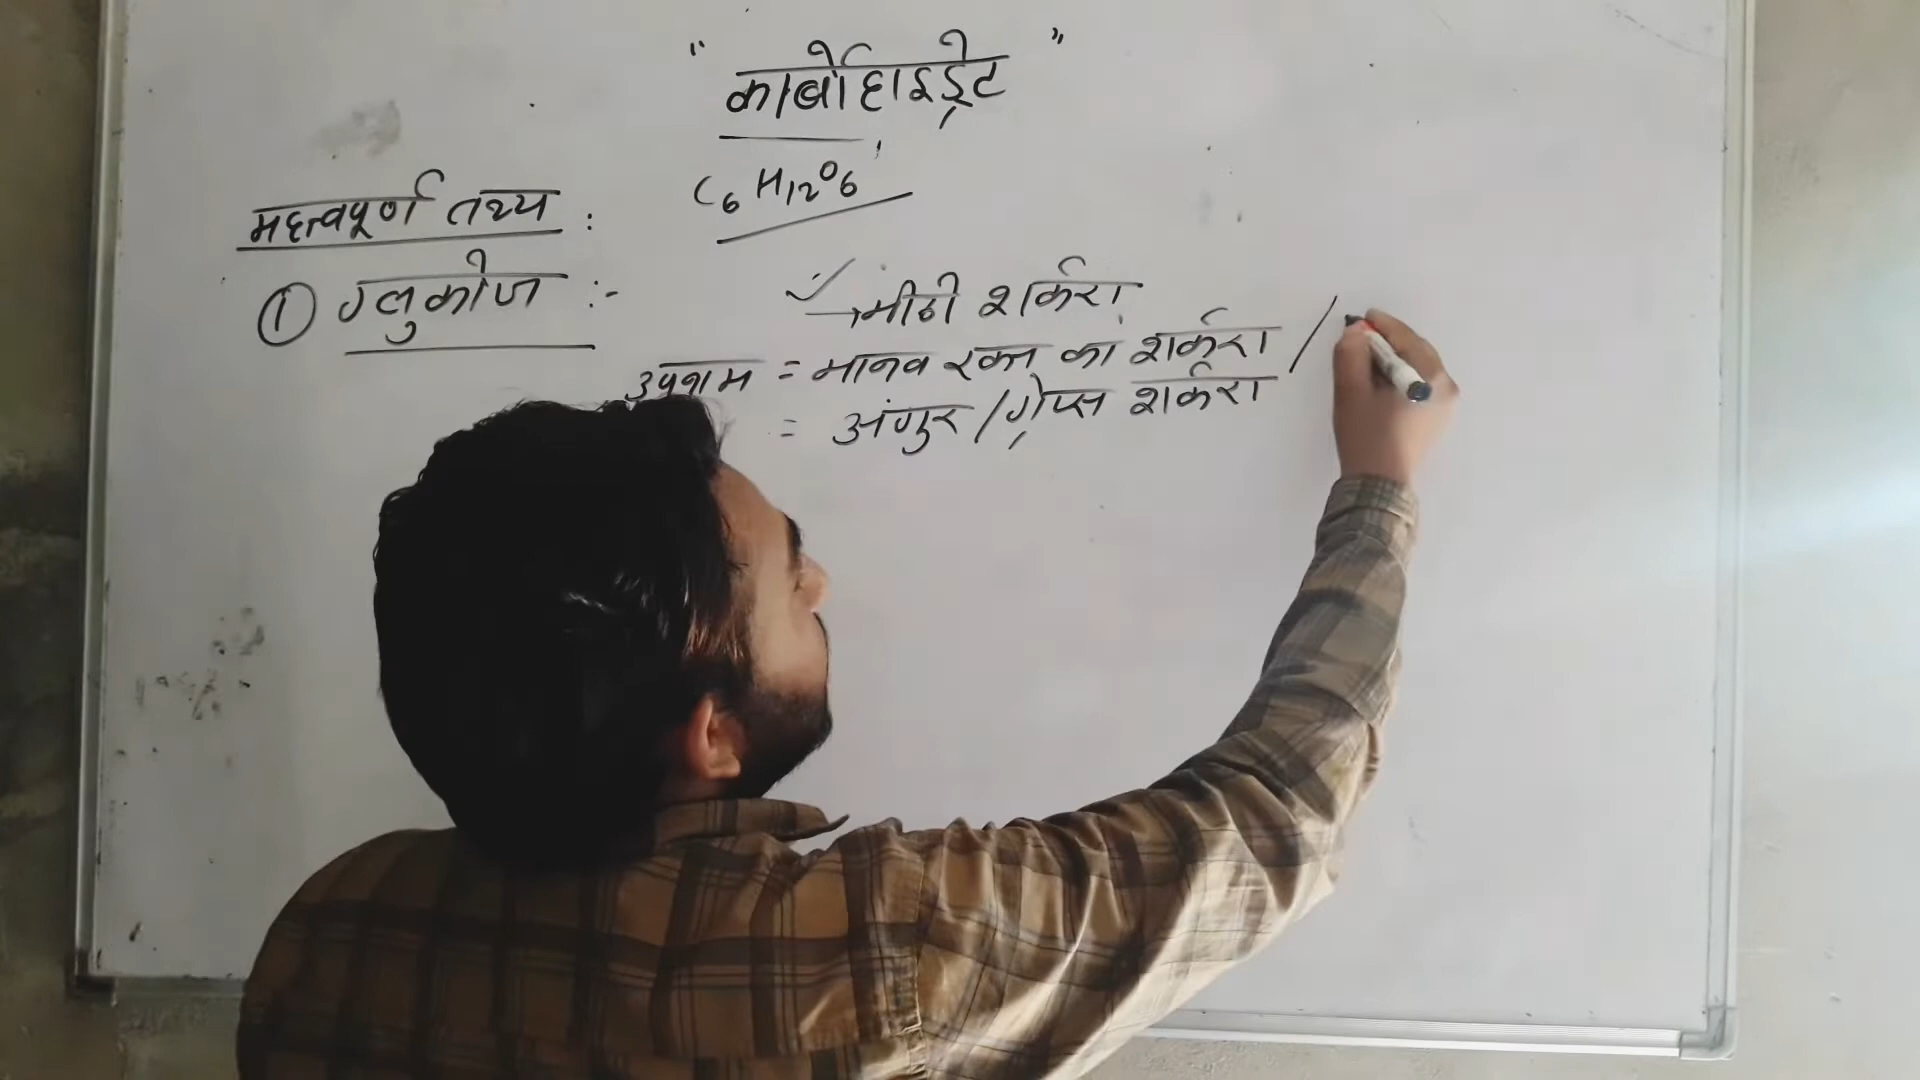 " कार्बोहाइड्रेट "
C6H12O6
महत्वपूर्ण तथ्य :
① ग्लुकोज :-
→मीठी शर्करा
उपनाम = मानव रक्त का शर्करा /
= अंगुर / ग्रेप्स शर्करा